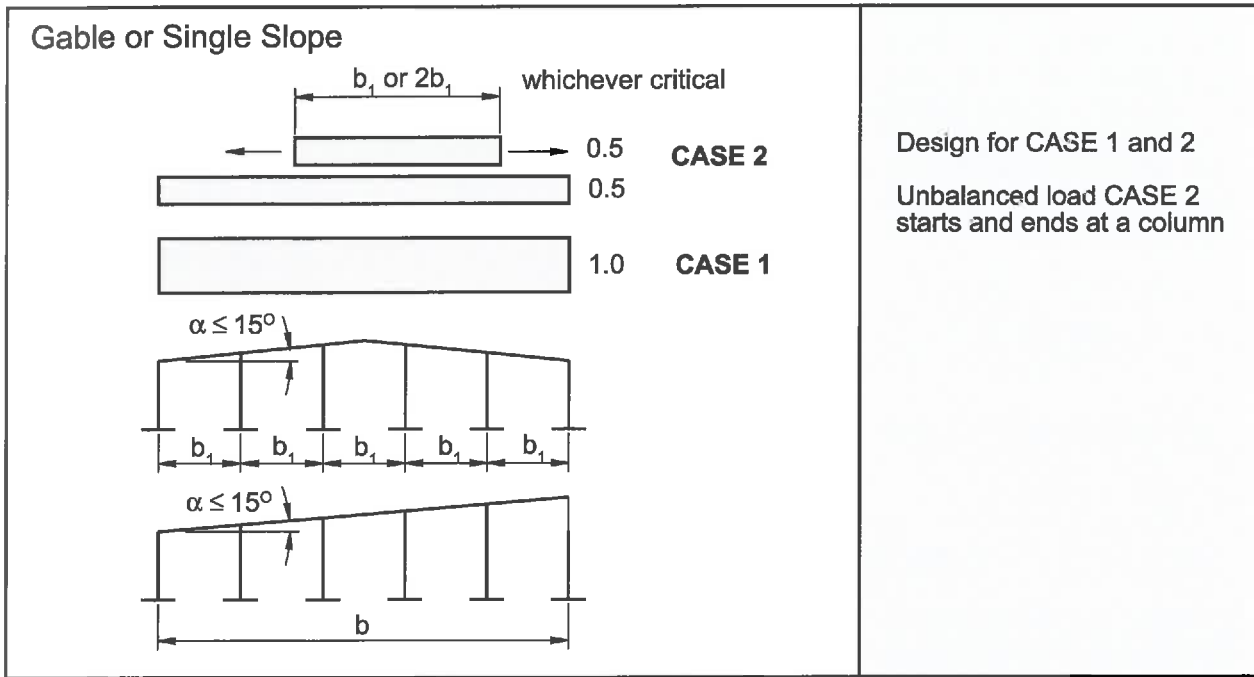 Gable or Single Slope
b₁ or 2b₁ whichever critical
0.5 CASE 2
0.5
1.0 CASE 1
α ≤ 15°
b₁ b₁ b₁ b₁ b₁
α ≤ 15°
b
Design for CASE 1 and 2
Unbalanced load CASE 2
starts and ends at a column